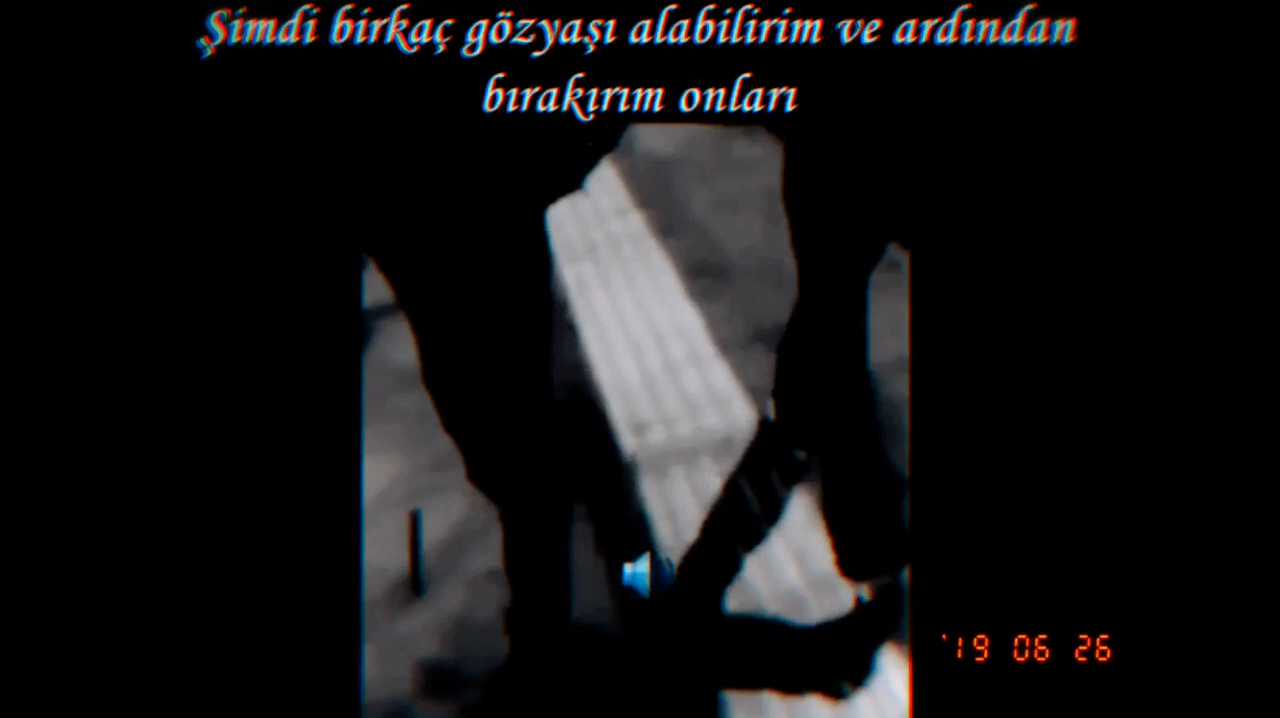 Şimdi birkaç gözyaşı alabilirim ve ardından
bırakırım onları
'19 06 26